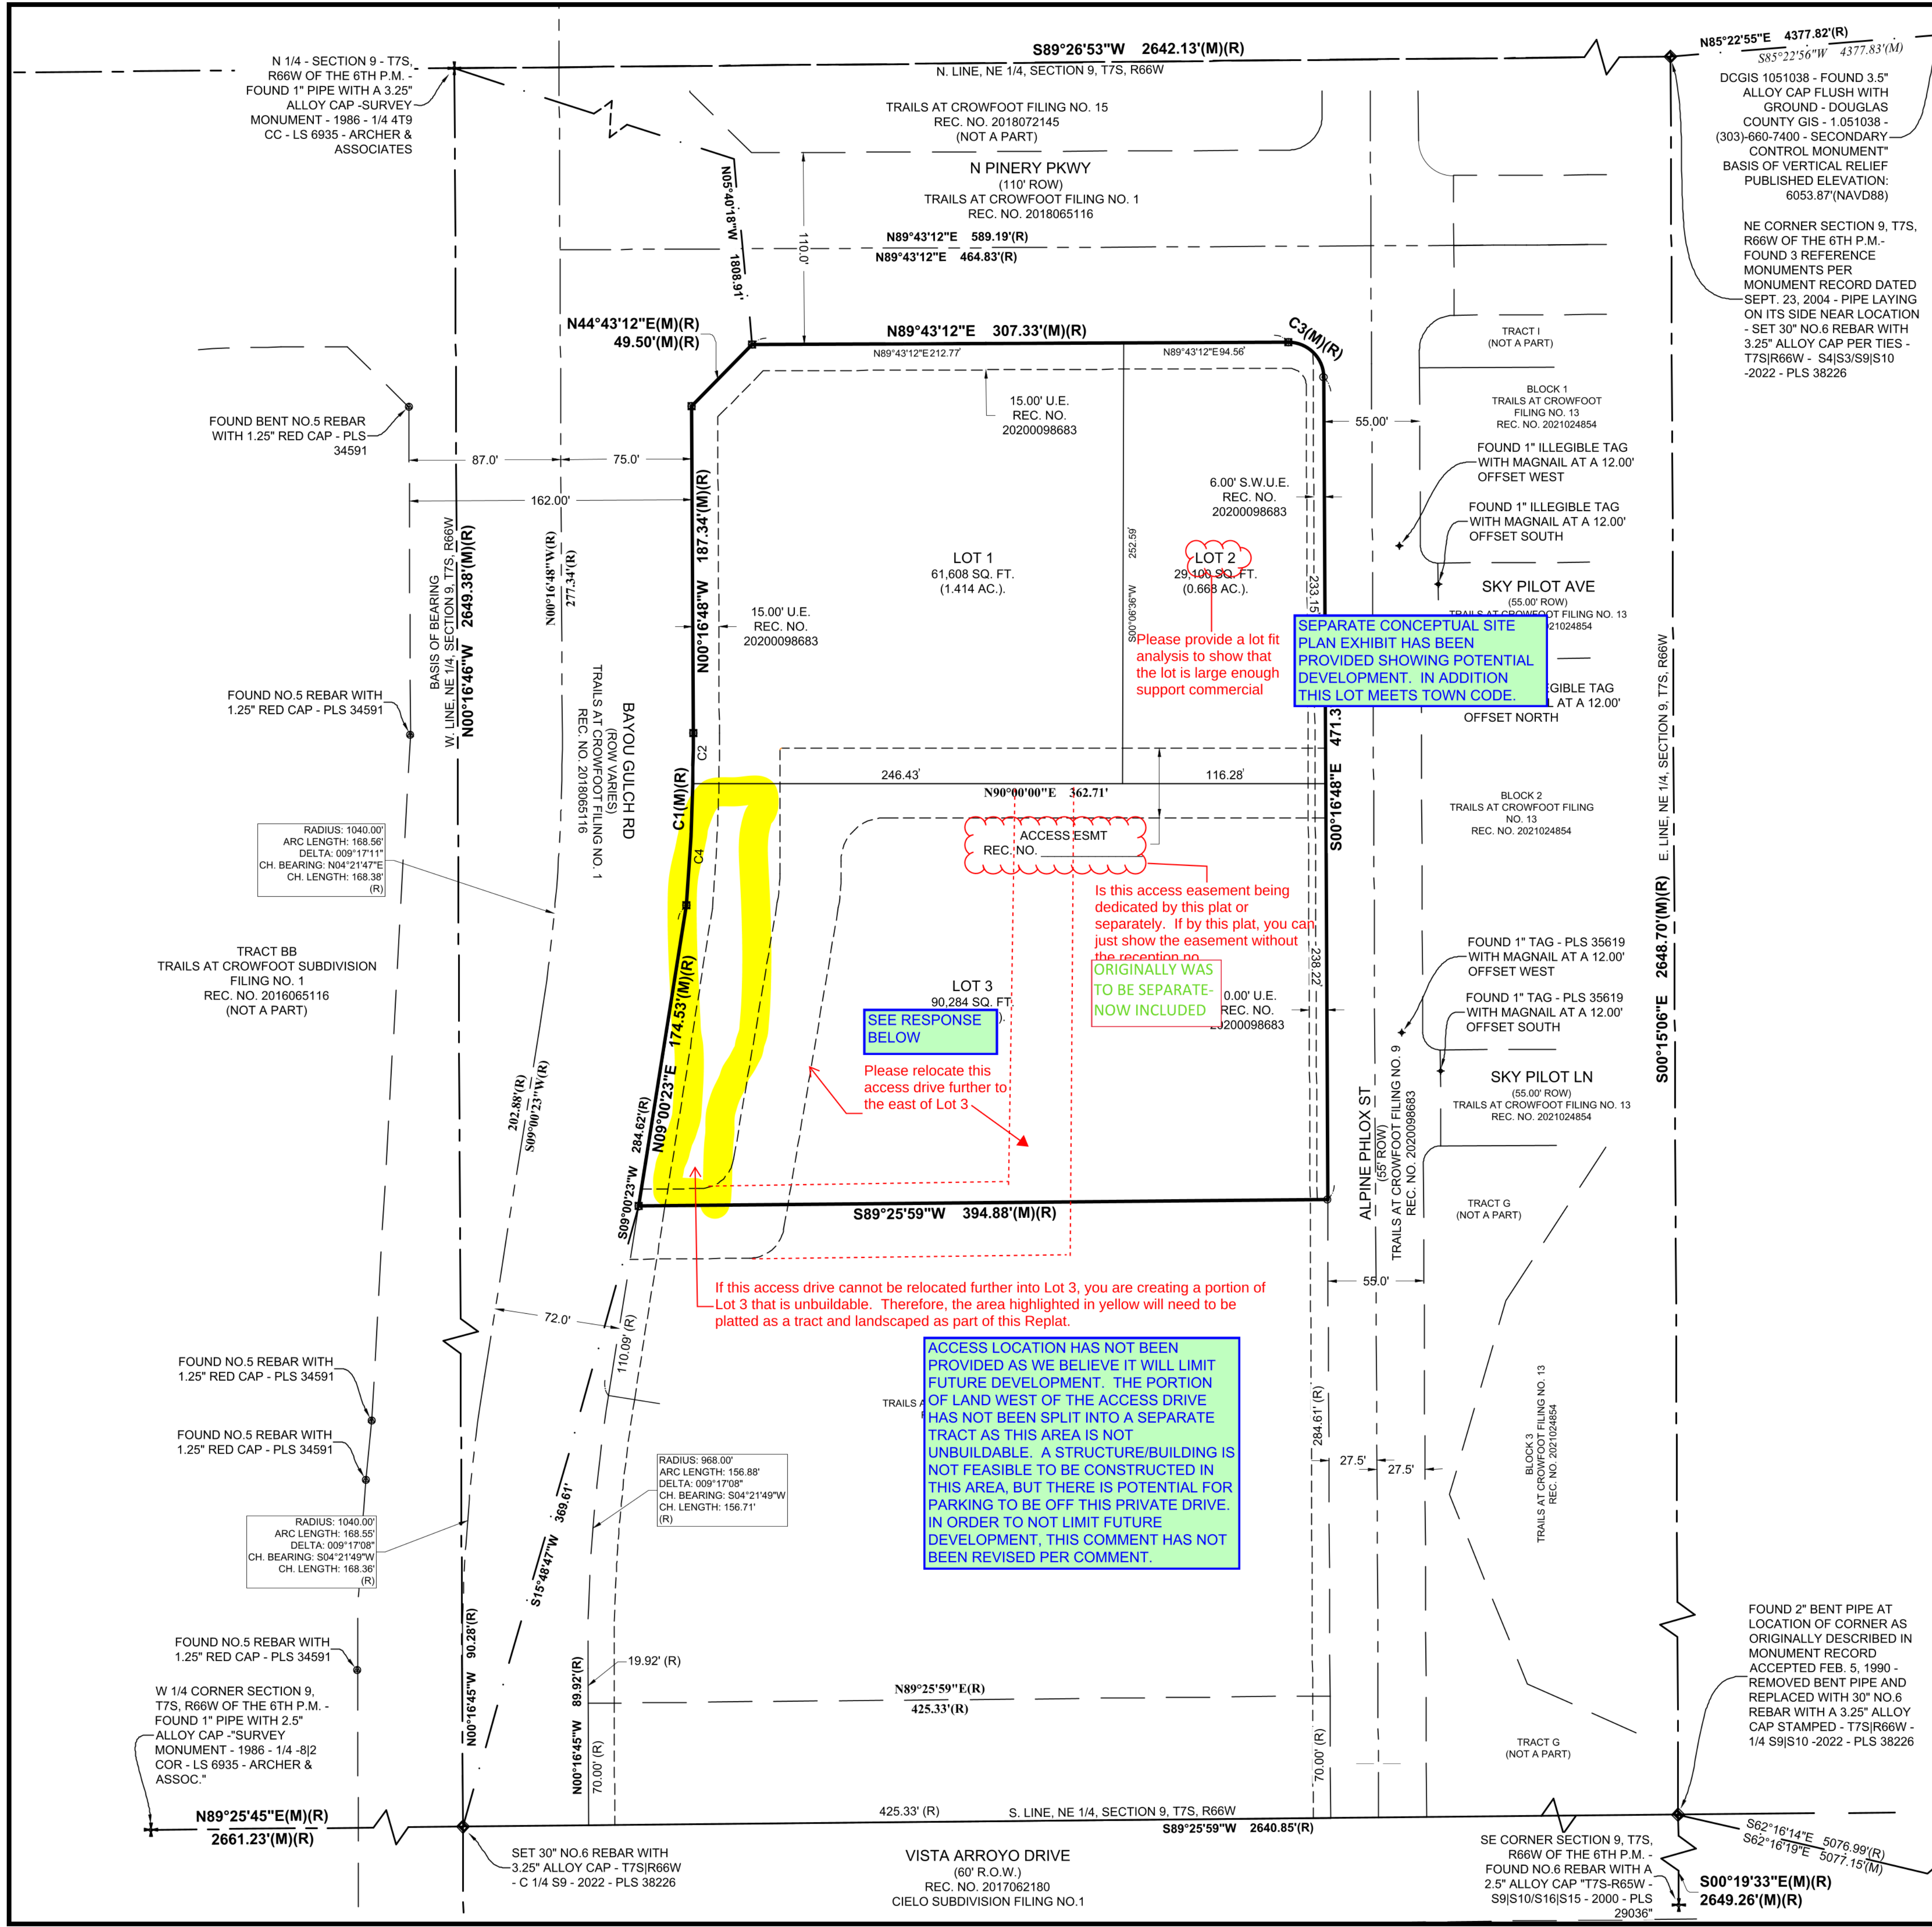 S89°26'53"W 2642.13'(M)(R)
N. LINE, NE 1/4, SECTION 9, T7S, R66W
N85°22'55"E 4377.82'(R)
S85°22'56"W 4377.83'(M)
N 1/4 - SECTION 9 - T7S,
R66W OF THE 6TH P.M. -
FOUND 1" PIPE WITH A 3.25"
ALLOY CAP -SURVEY
MONUMENT - 1986 - 1/4 4T9
CC - LS 6935 - ARCHER &
ASSOCIATES
TRAILS AT CROWFOOT FILING NO. 15
REC. NO. 2018072145
(NOT A PART)
DCGIS 1051038 - FOUND 3.5"
ALLOY CAP FLUSH WITH
GROUND - DOUGLAS
COUNTY GIS - 1.051038 -
(303)-660-7400 - SECONDARY
CONTROL MONUMENT"
BASIS OF VERTICAL RELIEF
PUBLISHED ELEVATION:
6053.87'(NAVD88)
N PINERY PKWY
(110' ROW)
TRAILS AT CROWFOOT FILING NO. 1
REC. NO. 2018065116
N89°43'12"E 589.19'(R)
N89°43'12"E 464.83'(R)
N05°40'18"W 1808.91'
110.0'
NE CORNER SECTION 9, T7S,
R66W OF THE 6TH P.M.-
FOUND 3 REFERENCE
MONUMENTS PER
MONUMENT RECORD DATED
SEPT. 23, 2004 - PIPE LAYING
ON ITS SIDE NEAR LOCATION
- SET 30" NO.6 REBAR WITH
3.25" ALLOY CAP PER TIES -
T7S|R66W - S4|S3/S9|S10
-2022 - PLS 38226
N44°43'12"E(M)(R)
49.50'(M)(R)
N89°43'12"E 307.33'(M)(R)
C3(M)(R)
N89°43'12"E 212.77'
N89°43'12"E 94.56'
TRACT I
(NOT A PART)
BLOCK 1
TRAILS AT CROWFOOT
FILING NO. 13
REC. NO. 2021024854
FOUND BENT NO.5 REBAR
WITH 1.25" RED CAP - PLS
34591
87.0'
75.0'
162.00'
15.00' U.E.
REC. NO.
20200098683
55.00'
FOUND 1" ILLEGIBLE TAG
WITH MAGNAIL AT A 12.00'
OFFSET WEST
6.00' S.W.U.E.
REC. NO.
20200098683
FOUND 1" ILLEGIBLE TAG
WITH MAGNAIL AT A 12.00'
OFFSET SOUTH
BASIS OF BEARING
W. LINE, NE 1/4, SECTION 9, T7S, R66W
N00°16'46"W 2649.38'(M)(R)
N00°16'48"W(R)
277.34'(R)
N00°16'48"W 187.34'(M)(R)
LOT 1
61,608 SQ. FT.
(1.414 AC.).
S00°06'36"W 252.59'
LOT 2
29,100 SQ. FT.
(0.668 AC.).
233.15'
SKY PILOT AVE
(55.00' ROW)
TRAILS AT CROWFOOT FILING NO. 13
21024854
15.00' U.E.
REC. NO.
20200098683
Please provide a lot fit
analysis to show that
the lot is large enough
support commercial
SEPARATE CONCEPTUAL SITE
PLAN EXHIBIT HAS BEEN
PROVIDED SHOWING POTENTIAL
DEVELOPMENT. IN ADDITION
THIS LOT MEETS TOWN CODE.
EGIBLE TAG
L AT A 12.00'
OFFSET NORTH
FOUND NO.5 REBAR WITH
1.25" RED CAP - PLS 34591
BAYOU GULCH RD
(ROW VARIES)
TRAILS AT CROWFOOT FILING NO. 1
REC. NO. 2018065116
C2
C1(M)(R)
C4
246.43'
116.28'
N90°00'00"E 362.71'
S00°16'48"E 471.3
E. LINE, NE 1/4, SECTION 9, T7S, R66W
S00°15'06"E 2648.70'(M)(R)
BLOCK 2
TRAILS AT CROWFOOT FILING
NO. 13
REC. NO. 2021024854
RADIUS: 1040.00'
ARC LENGTH: 168.56'
DELTA: 009°17'11"
CH. BEARING: N04°21'47"E
CH. LENGTH: 168.38'
(R)
ACCESS ESMT
REC. NO.
Is this access easement being
dedicated by this plat or
separately. If by this plat, you can
just show the easement without
the reception no
ORIGINALLY WAS
TO BE SEPARATE-
NOW INCLUDED
TRACT BB
TRAILS AT CROWFOOT SUBDIVISION
FILING NO. 1
REC. NO. 2016065116
(NOT A PART)
FOUND 1" TAG - PLS 35619
WITH MAGNAIL AT A 12.00'
OFFSET WEST
238.22'
LOT 3
90,284 SQ. FT.
).
SEE RESPONSE
BELOW
0.00' U.E.
REC. NO.
20200098683
FOUND 1" TAG - PLS 35619
WITH MAGNAIL AT A 12.00'
OFFSET SOUTH
N09°00'23"E 174.53'(M)(R)
Please relocate this
access drive further to
the east of Lot 3
SKY PILOT LN
(55.00' ROW)
TRAILS AT CROWFOOT FILING NO. 13
REC. NO. 2021024854
202.88'(R)
S09°00'23"W(R)
S09°00'23"W 284.62'(R)
S89°25'59"W 394.88'(M)(R)
ALPINE PHLOX ST
(55' ROW)
TRAILS AT CROWFOOT FILING NO. 9
REC. NO. 2020098683
TRACT G
(NOT A PART)
55.0'
If this access drive cannot be relocated further into Lot 3, you are creating a portion of
Lot 3 that is unbuildable. Therefore, the area highlighted in yellow will need to be
platted as a tract and landscaped as part of this Replat.
72.0'
110.09' (R)
ACCESS LOCATION HAS NOT BEEN
PROVIDED AS WE BELIEVE IT WILL LIMIT
FUTURE DEVELOPMENT. THE PORTION
OF LAND WEST OF THE ACCESS DRIVE
HAS NOT BEEN SPLIT INTO A SEPARATE
TRACT AS THIS AREA IS NOT
UNBUILDABLE. A STRUCTURE/BUILDING IS
NOT FEASIBLE TO BE CONSTRUCTED IN
THIS AREA, BUT THERE IS POTENTIAL FOR
PARKING TO BE OFF THIS PRIVATE DRIVE.
IN ORDER TO NOT LIMIT FUTURE
DEVELOPMENT, THIS COMMENT HAS NOT
BEEN REVISED PER COMMENT.
TRAILS A
FOUND NO.5 REBAR WITH
1.25" RED CAP - PLS 34591
FOUND NO.5 REBAR WITH
1.25" RED CAP - PLS 34591
284.61' (R)
27.5'
27.5'
BLOCK 3
TRAILS AT CROWFOOT FILING NO. 13
REC. NO. 2021024854
RADIUS: 968.00'
ARC LENGTH: 156.88'
DELTA: 009°17'08"
CH. BEARING: S04°21'49"W
CH. LENGTH: 156.71'
(R)
RADIUS: 1040.00'
ARC LENGTH: 168.55'
DELTA: 009°17'08"
CH. BEARING: S04°21'49"W
CH. LENGTH: 168.36'
(R)
S15°48'47"W 369.61'
FOUND NO.5 REBAR WITH
1.25" RED CAP - PLS 34591
N00°16'45"W 90.28'(R)
N00°16'45"W 89.92'(R)
70.00' (R)
19.92' (R)
N89°25'59"E(R)
425.33'(R)
70.00' (R)
FOUND 2" BENT PIPE AT
LOCATION OF CORNER AS
ORIGINALLY DESCRIBED IN
MONUMENT RECORD
ACCEPTED FEB. 5, 1990 -
REMOVED BENT PIPE AND
REPLACED WITH 30" NO.6
REBAR WITH A 3.25" ALLOY
CAP STAMPED - T7S|R66W -
1/4 S9|S10 -2022 - PLS 38226
W 1/4 CORNER SECTION 9,
T7S, R66W OF THE 6TH P.M. -
FOUND 1" PIPE WITH 2.5"
ALLOY CAP -"SURVEY
MONUMENT - 1986 - 1/4 -8|2
COR - LS 6935 - ARCHER &
ASSOC."
TRACT G
(NOT A PART)
N89°25'45"E(M)(R)
2661.23'(M)(R)
425.33' (R)
S. LINE, NE 1/4, SECTION 9, T7S, R66W
S89°25'59"W 2640.85'(R)
S62°16'14"E 5076.99'(R)
S62°16'19"E 5077.15'(M)
SET 30" NO.6 REBAR WITH
3.25" ALLOY CAP - T7S|R66W
- C 1/4 S9 - 2022 - PLS 38226
VISTA ARROYO DRIVE
(60' R.O.W.)
REC. NO. 2017062180
CIELO SUBDIVISION FILING NO.1
SE CORNER SECTION 9, T7S,
R66W OF THE 6TH P.M. -
FOUND NO.6 REBAR WITH A
2.5" ALLOY CAP "T7S-R65W -
S9|S10/S16|S15 - 2000 - PLS
29036"
S00°19'33"E(M)(R)
2649.26'(M)(R)